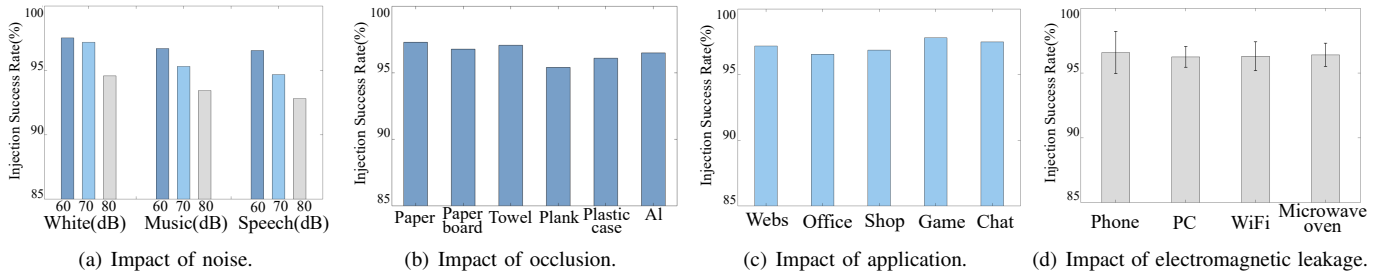 Injection Success Rate(%)
100
95
90
85
60 70 80 60 70 80 60 70 80
White(dB) Music(dB) Speech(dB)
(a) Impact of noise.
Injection Success Rate(%)
100
95
90
85
Paper Paper board Towel Plank Plastic case Al
(b) Impact of occlusion.
Injection Success Rate(%)
100
95
90
85
Webs Office Shop Game Chat
(c) Impact of application.
Injection Success Rate(%)
100
95
90
85
Phone PC WiFi Microwave oven
(d) Impact of electromagnetic leakage.